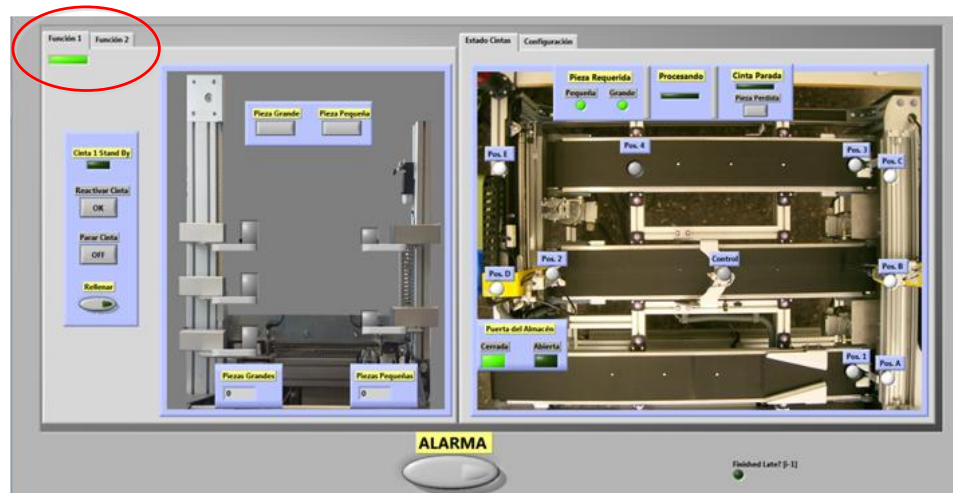 Función 1 Función 2
Estado Cintas Configuración
Pieza Grande Pieza Pequeña
Cinta 1 Stand By
Reactivar Cinta
OK
Parar Cinta
OFF
Rellenar
Piezas Grandes Piezas Pequeñas
0 0
Pieza Requerida
Pequeña Grande
Procesando
Cinta Parada
Pieza Perdida
Pos. E
Pos. 4
Pos. 3
Pos. C
Pos. D
Pos. 2
Control
Pos. B
Puerta del Almacén
Cerrada Abierta
Pos. 1
Pos. A
ALARMA
Finished Late? [i-1]